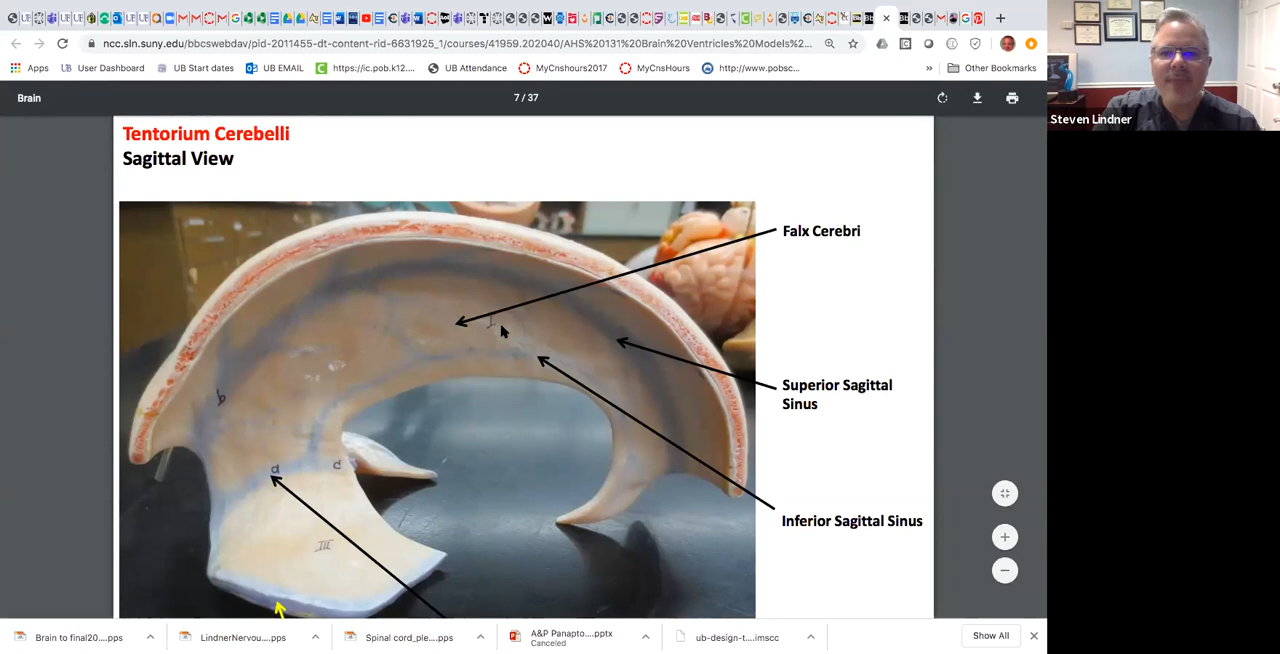 ncc.sln.suny.edu/bbcswebdav/pid-2011455-dt-content-rid-6631925_1/courses/41959.202040/AHS%20131%20Brain%20Ventricles%20Models%2...
Apps
User Dashboard
UB Start dates
UB EMAIL
https://ic.pob.k12....
UB Attendance
MyCnshours2017
MyCnsHours
http://www.pobsc...
»
Other Bookmarks
Brain
7 / 37
Steven Lindner
Tentorium Cerebelli
Sagittal View
Falx Cerebri
I
Superior Sagittal
Sinus
b
a
c
Inferior Sagittal Sinus
III
Brain to final20....pps
LindnerNervou....pps
Spinal cord_ple....pps
A&P Panapto....pptx
Canceled
ub-design-t....imscc
Show All